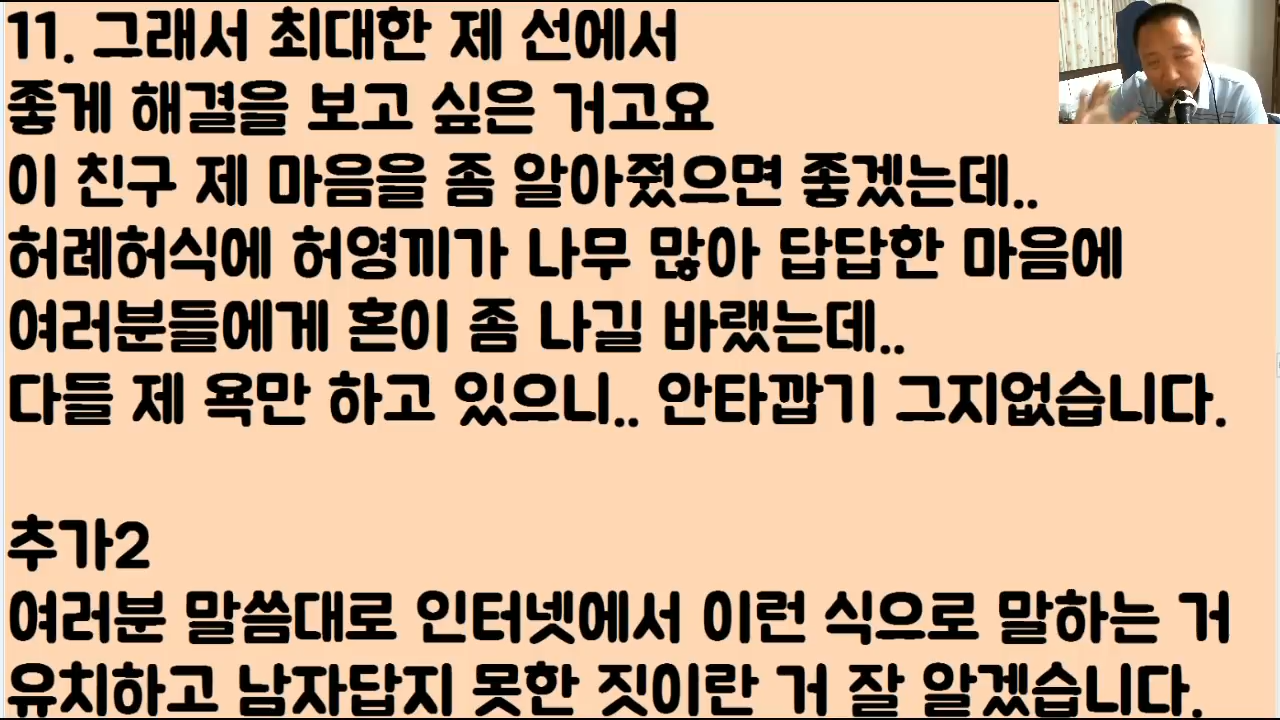 11. 그래서 최대한 제 선에서
좋게 해결을 보고 싶은 거고요
이 친구 제 마음을 좀 알아줬으면 좋겠는데..
허례허식에 허영끼가 나무 많아 답답한 마음에
여러분들에게 혼이 좀 나길 바랬는데..
다들 제 욕만 하고 있으니.. 안타깝기 그지없습니다.
추가2
여러분 말씀대로 인터넷에서 이런 식으로 말하는 거
유치하고 남자답지 못한 짓이란 거 잘 알겠습니다.